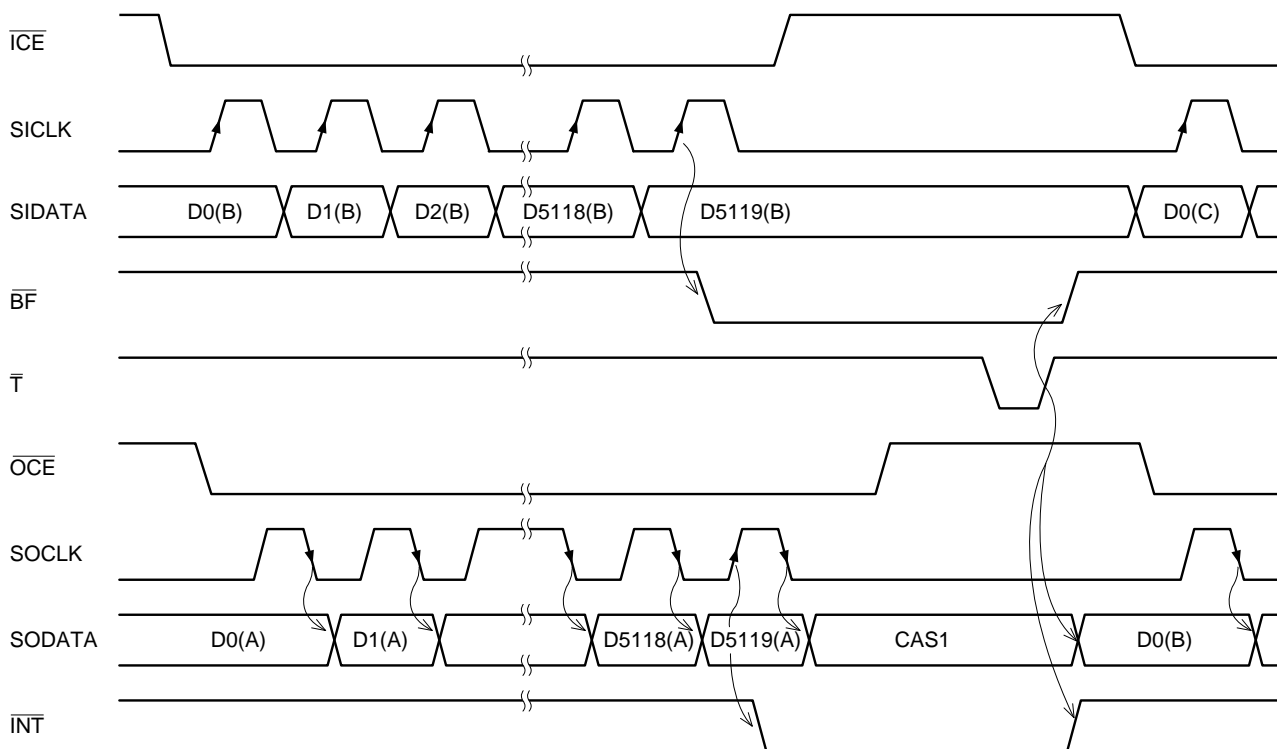 ICE
SICLK
SIDATA D0(B) D1(B) D2(B) D5118(B) D5119(B) D0(C)
BF
T
OCE
SOCLK
SODATA D0(A) D1(A) D5118(A) D5119(A) CAS1 D0(B)
INT